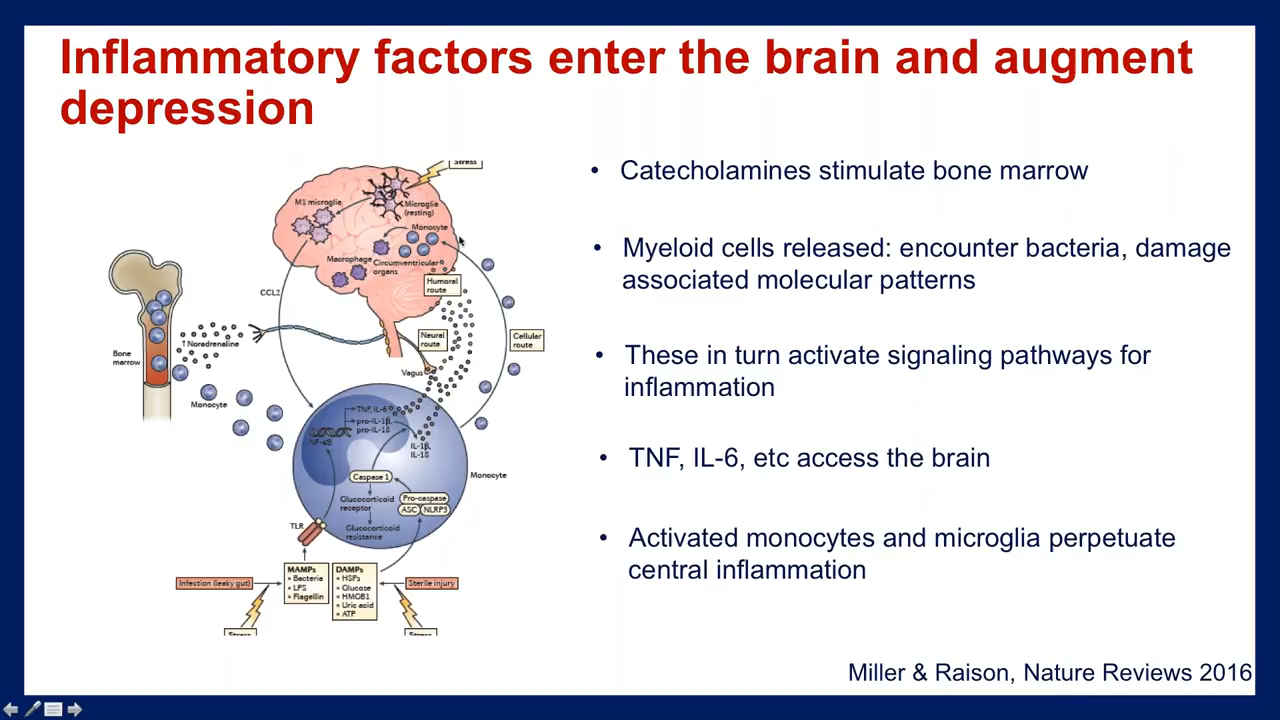 Inflammatory factors enter the brain and augment
depression
Stress
M1 microglia
Microglia
(resting)
Monocyte
Macrophage
Circumventricular
organs
Humoral
route
CCL2
↑Noradrenaline
Neural
route
Cellular
route
Bone
marrow
Vagus
Monocyte
TNF, IL-6
pro-IL-1β,
pro-IL-18
NF-κB
IL-1β,
IL-18
Caspase 1
Monocyte
Glucocorticoid
receptor
Pro-caspase
ASC
NLRP3
TLR
Glucocorticoid
resistance
MAMPs
• Bacteria
• LPS
• Flagellin
DAMPs
• HSPs
• Glucose
• HMGB1
• Uric acid
• ATP
Infection (leaky gut)
Sterile injury
Stress
Stress
• Catecholamines stimulate bone marrow
• Myeloid cells released: encounter bacteria, damage
associated molecular patterns
• These in turn activate signaling pathways for
inflammation
• TNF, IL-6, etc access the brain
• Activated monocytes and microglia perpetuate
central inflammation
Miller & Raison, Nature Reviews 2016